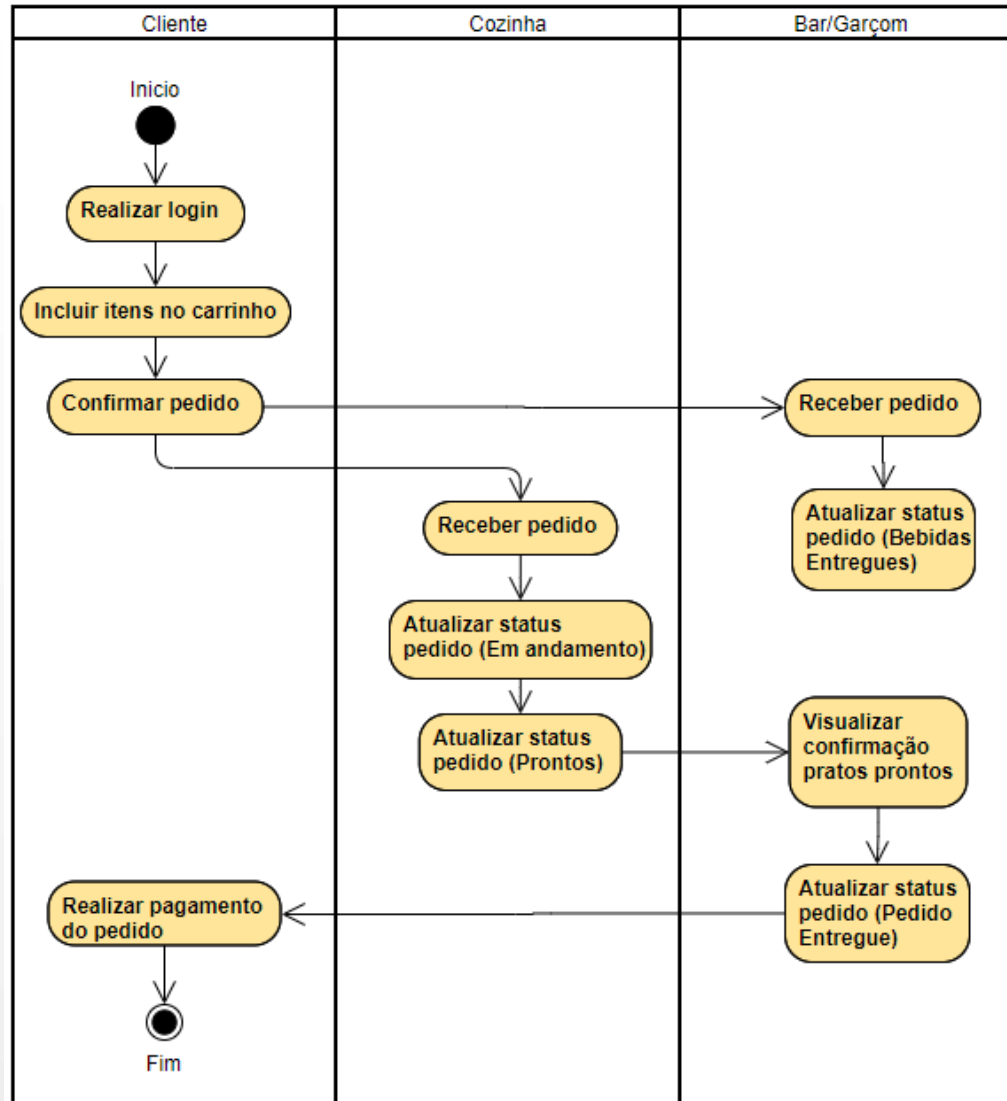 Cliente
Cozinha
Bar/Garçom
Inicio
Realizar login
Incluir itens no carrinho
Confirmar pedido
Receber pedido
Atualizar status
pedido (Bebidas
Entregues)
Receber pedido
Atualizar status
pedido (Em andamento)
Atualizar status
pedido (Prontos)
Visualizar
confirmação
pratos prontos
Atualizar status
pedido (Pedido
Entregue)
Realizar pagamento
do pedido
Fim